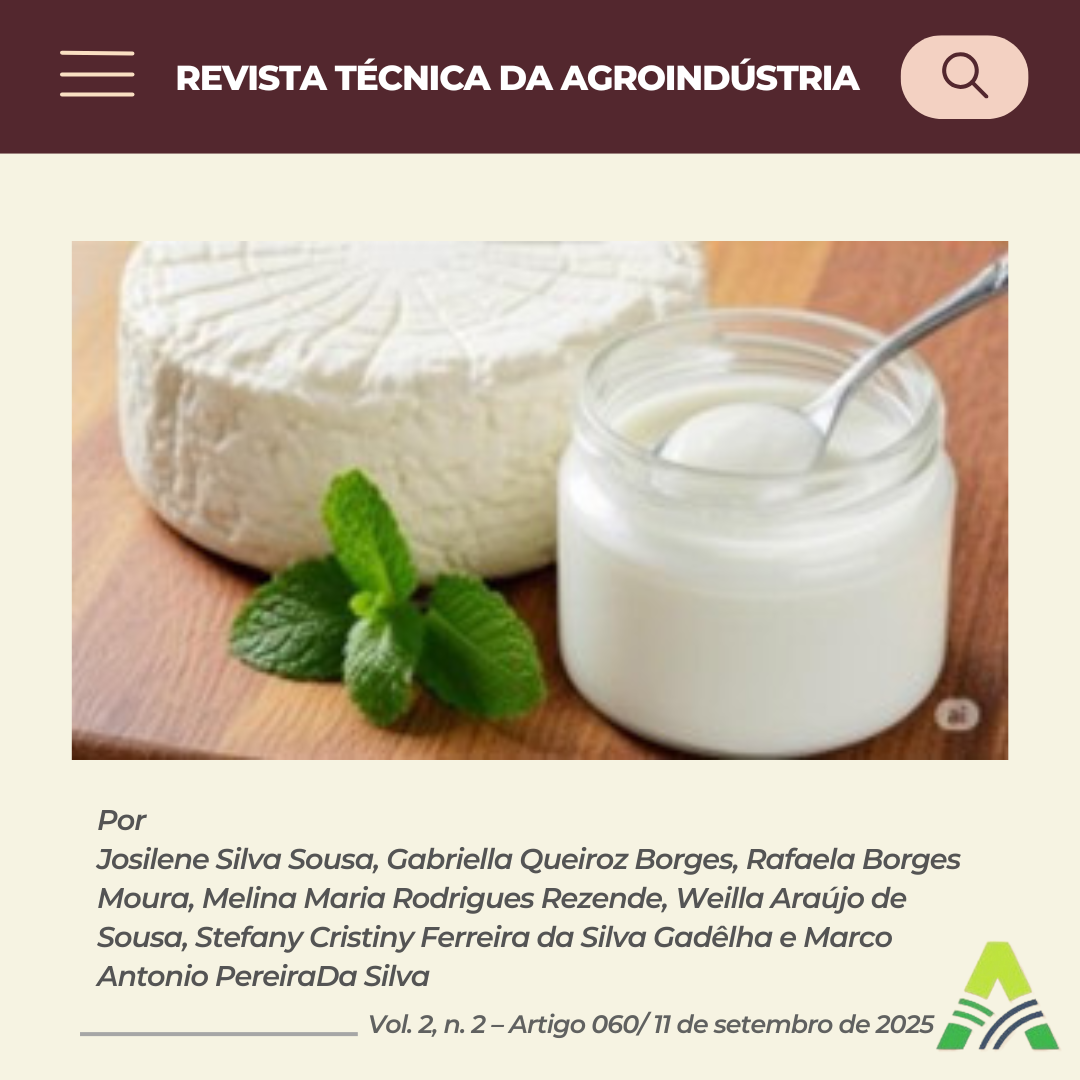 REVISTA TÉCNICA DA AGROINDÚSTRIA
ai
Por
Josilene Silva Sousa, Gabriella Queiroz Borges, Rafaela Borges
Moura, Melina Maria Rodrigues Rezende, Weilla Araújo de
Sousa, Stefany Cristiny Ferreira da Silva Gadêlha e Marco
Antonio PereiraDa Silva
Vol. 2, n. 2 – Artigo 060/ 11 de setembro de 2025